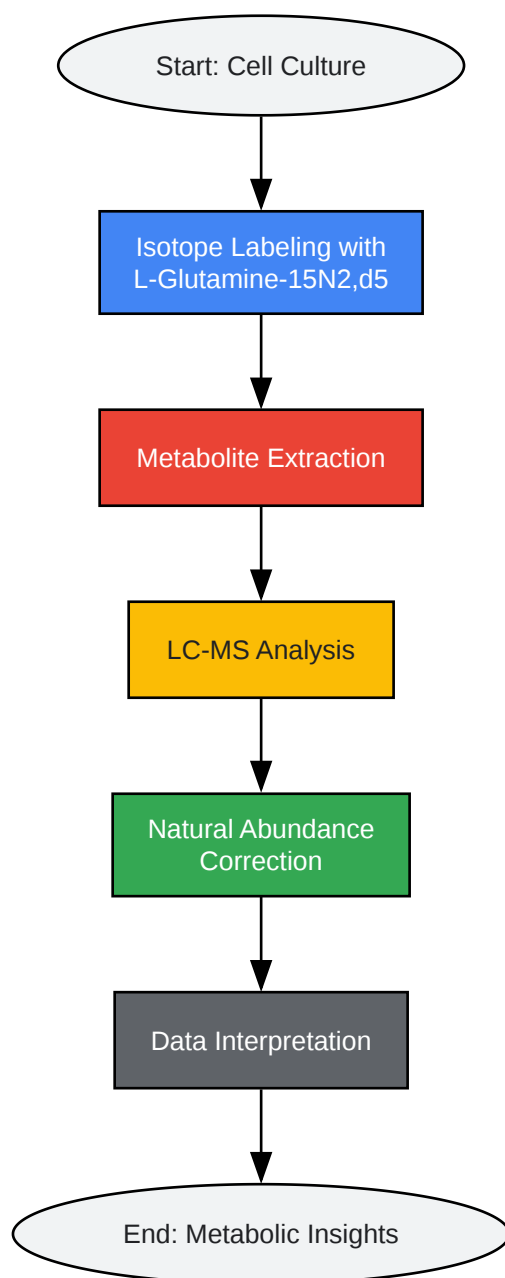 Start: Cell Culture
Isotope Labeling with
L-Glutamine-15N2,d5
Metabolite Extraction
LC-MS Analysis
Natural Abundance
Correction
Data Interpretation
End: Metabolic Insights